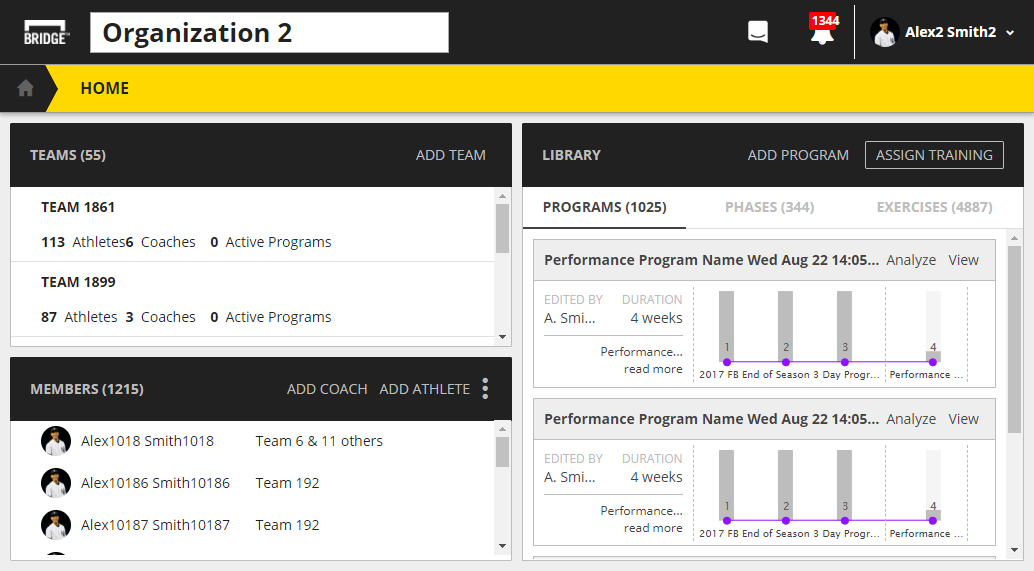 BRIDGE™
Organization 2
1344
Alex2 Smith2
HOME
TEAMS (55)
ADD TEAM
TEAM 1861
113 Athletes6 Coaches 0 Active Programs
TEAM 1899
87 Athletes 3 Coaches 0 Active Programs
MEMBERS (1215)
ADD COACH ADD ATHLETE
Alex1018 Smith1018 Team 6 & 11 others
Alex10186 Smith10186 Team 192
Alex10187 Smith10187 Team 192
LIBRARY
ADD PROGRAM ASSIGN TRAINING
PROGRAMS (1025) PHASES (344) EXERCISES (4887)
Performance Program Name Wed Aug 22 14:05... Analyze View
EDITED BY DURATION
A. Smi... 4 weeks
Performance...
read more
1 2 3 4
2017 FB End of Season 3 Day Progr... Performance ...
Performance Program Name Wed Aug 22 14:05... Analyze View
EDITED BY DURATION
A. Smi... 4 weeks
Performance...
read more
1 2 3 4
2017 FB End of Season 3 Day Progr... Performance ...